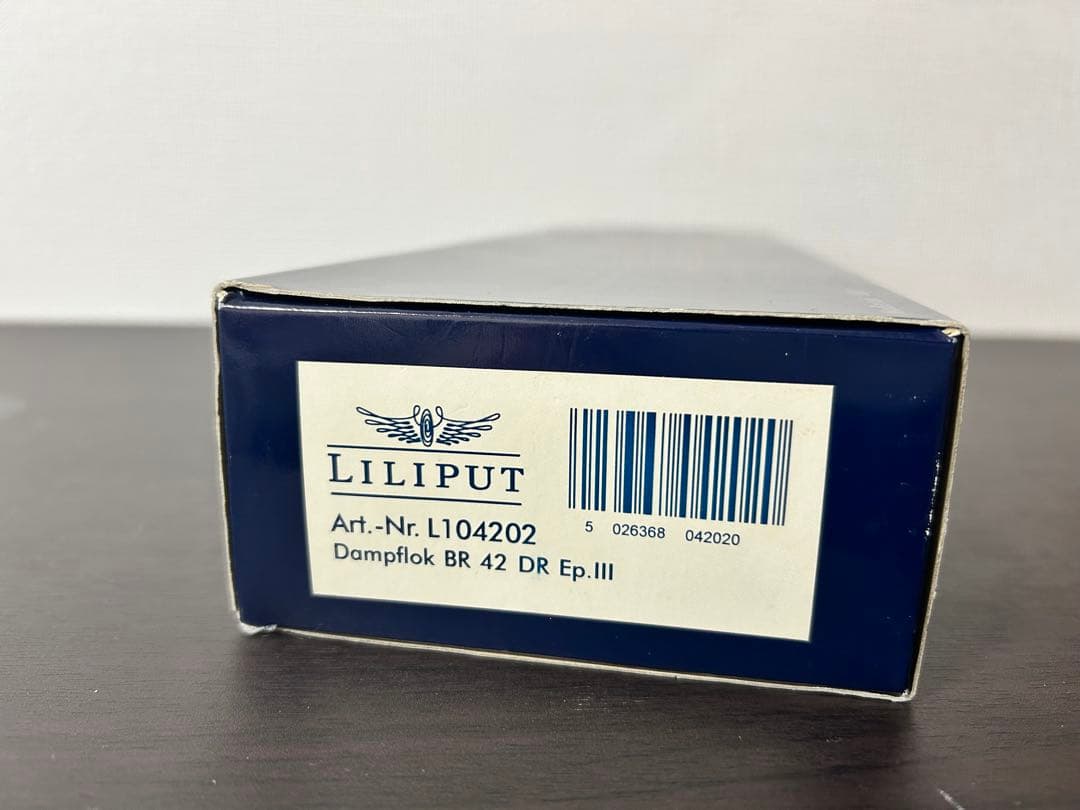 LILIPUT
Art.-Nr. L104202
Dampflok BR 42 DR Ep.III
5 026368 042020